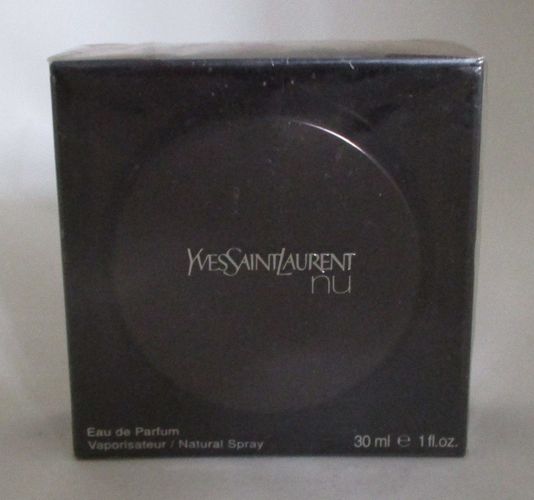 YVESSAINTLAURENT
nu
Eau de Parfum
Vaporisateur / Natural Spray
30 ml ℮ 1 fl.oz.